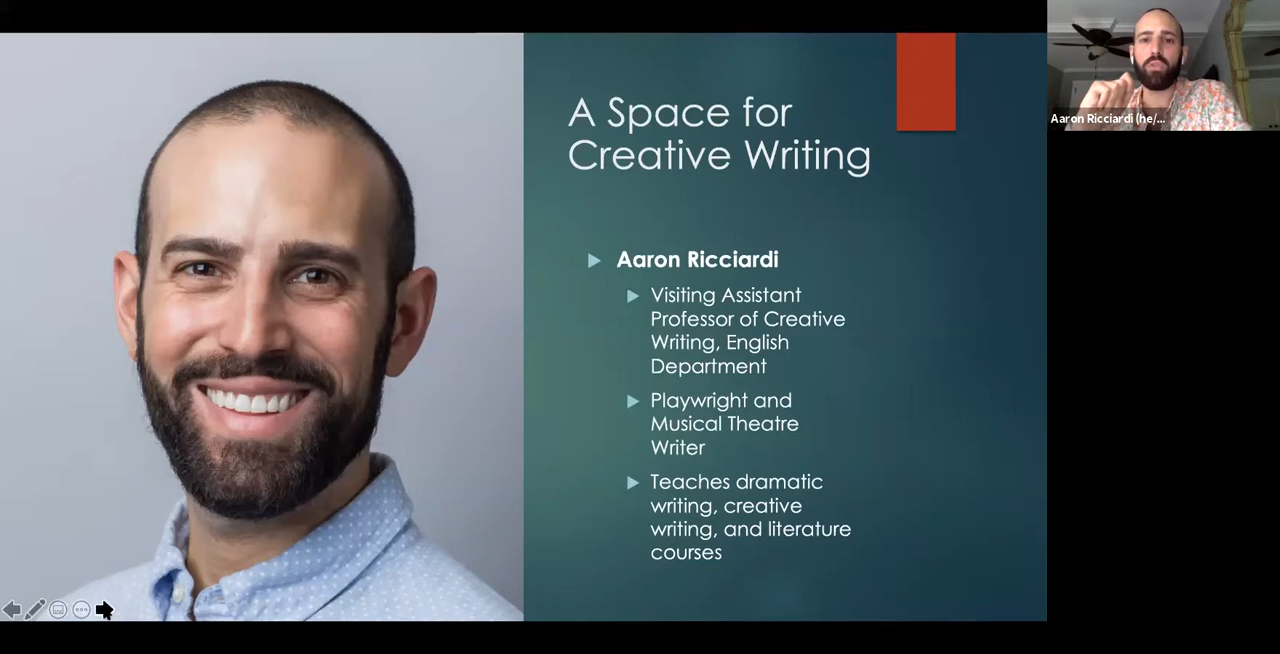 A Space for
Creative Writing
Aaron Ricciardi
Visiting Assistant
Professor of Creative
Writing, English
Department
Playwright and
Musical Theatre
Writer
Teaches dramatic
writing, creative
writing, and literature
courses
Aaron Ricciardi (he/...